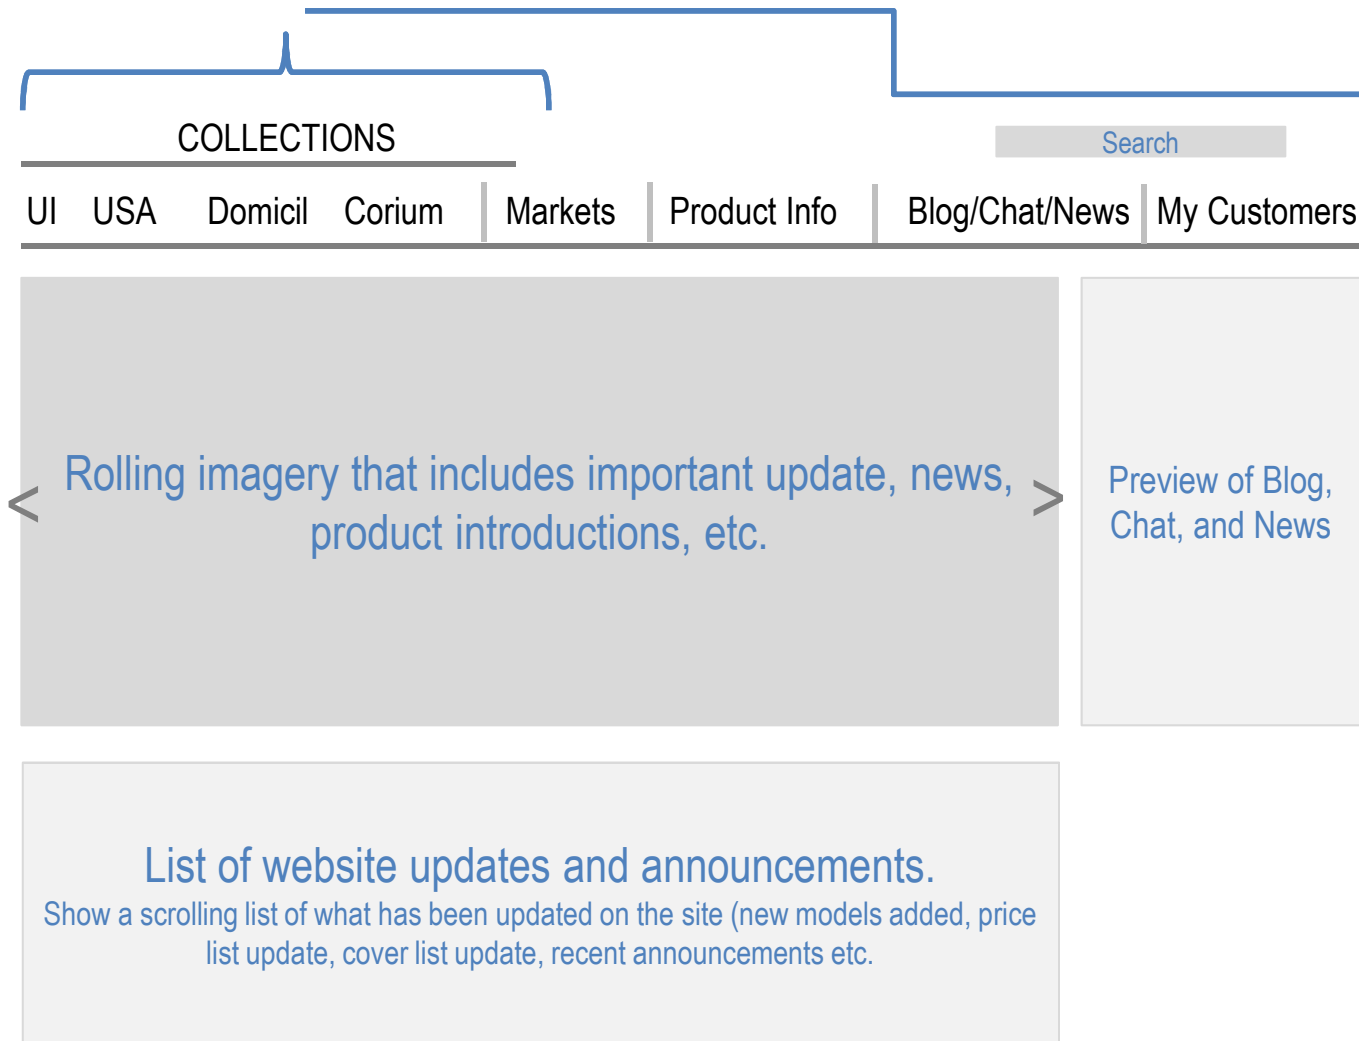 COLLECTIONS
Search
UI USA Domicil Corium Markets Product Info Blog/Chat/News My Customers
Rolling imagery that includes important update, news,
product introductions, etc.
< >
Preview of Blog,
Chat, and News
List of website updates and announcements.
Show a scrolling list of what has been updated on the site (new models added, price
list update, cover list update, recent announcements etc.